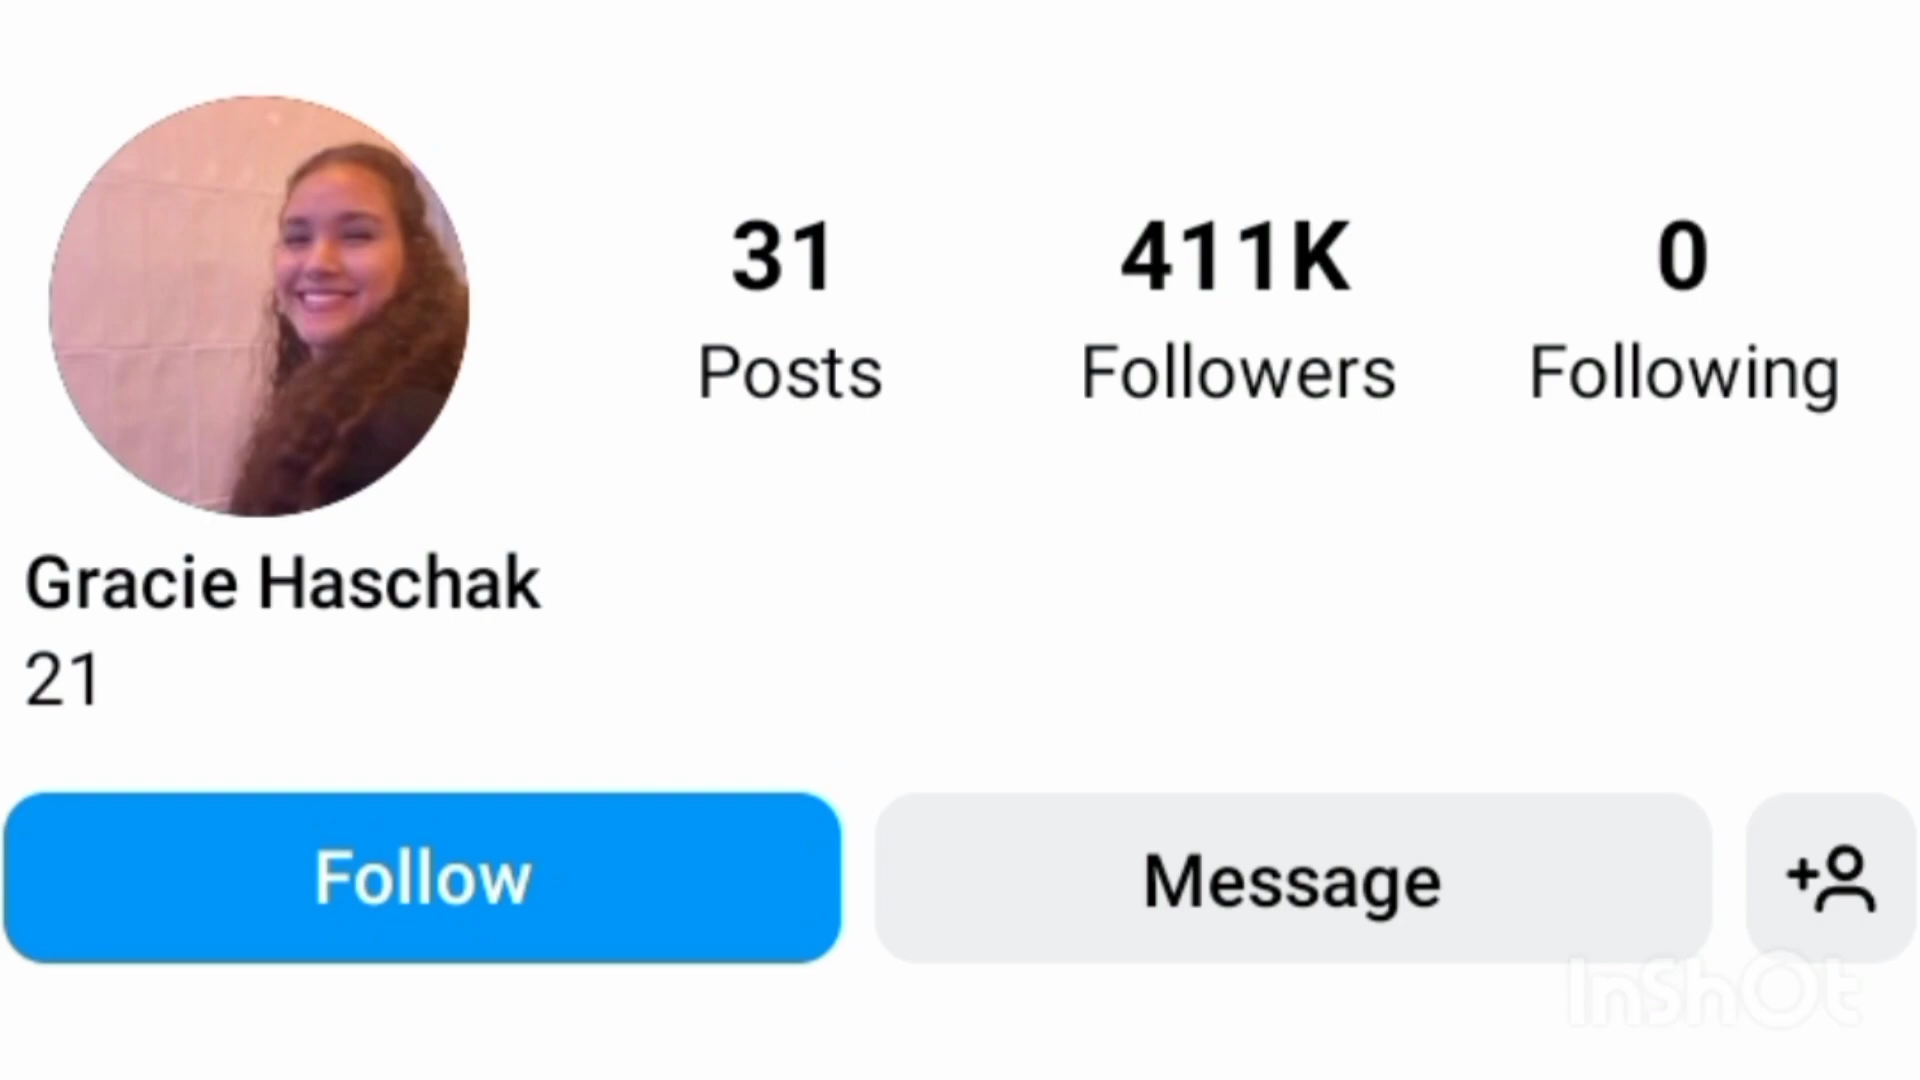 31 411K 0
Posts Followers Following
Gracie Haschak
21
Follow Message
InShOt